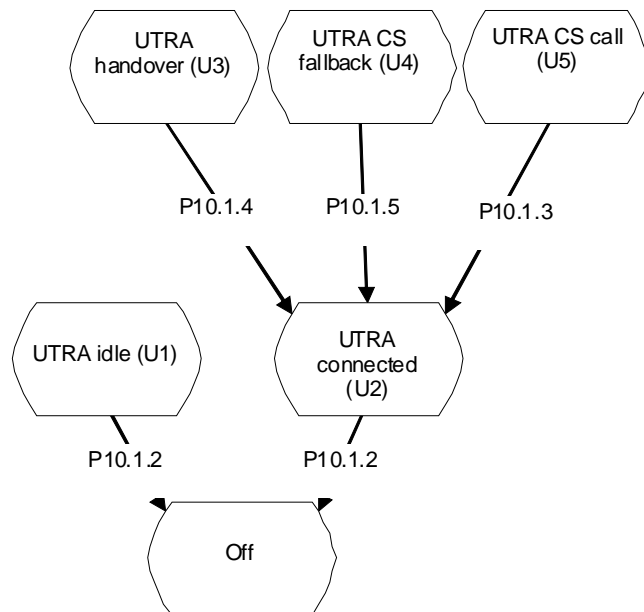 UTRA
handover (U3)
UTRA CS
fallback (U4)
UTRA CS call
(U5)
P10.1.4
P10.1.5
P10.1.3
UTRA idle (U1)
UTRA
connected
(U2)
P10.1.2
P10.1.2
Off